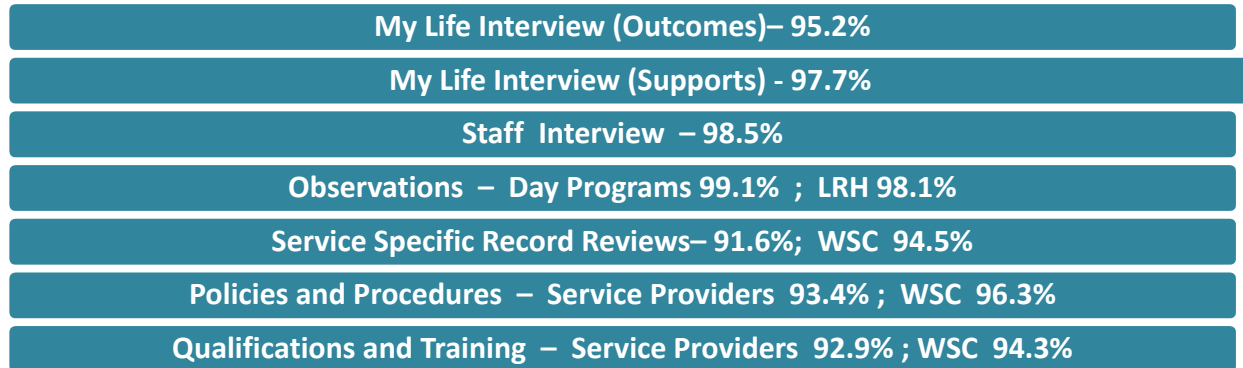 My Life Interview (Outcomes)– 95.2%
My Life Interview (Supports) - 97.7%
Staff Interview – 98.5%
Observations – Day Programs 99.1% ; LRH 98.1%
Service Specific Record Reviews– 91.6%; WSC 94.5%
Policies and Procedures – Service Providers 93.4% ; WSC 96.3%
Qualifications and Training – Service Providers 92.9% ; WSC 94.3%